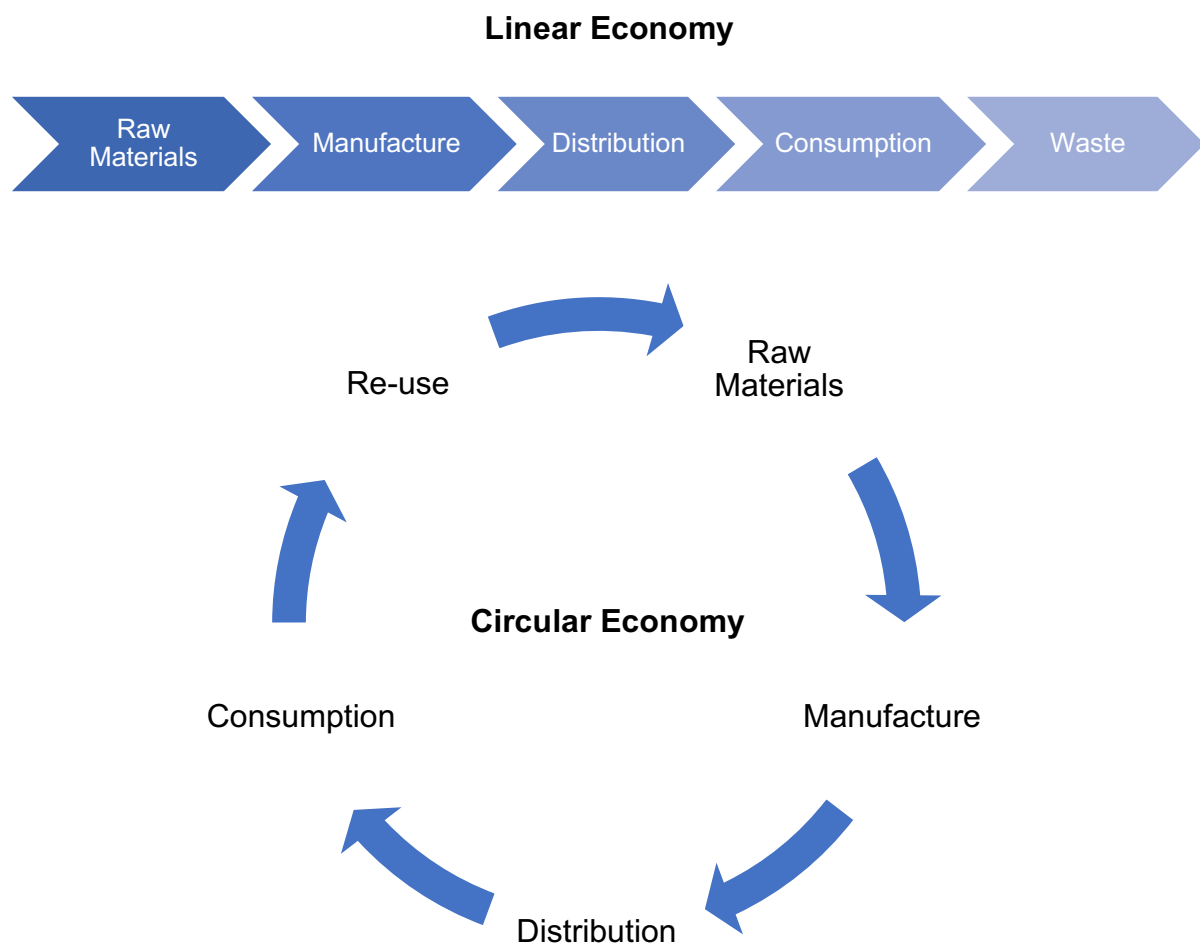 Linear Economy
Raw
Materials
Manufacture
Distribution
Consumption
Waste
Re-use
Raw
Materials
Circular Economy
Consumption
Manufacture
Distribution